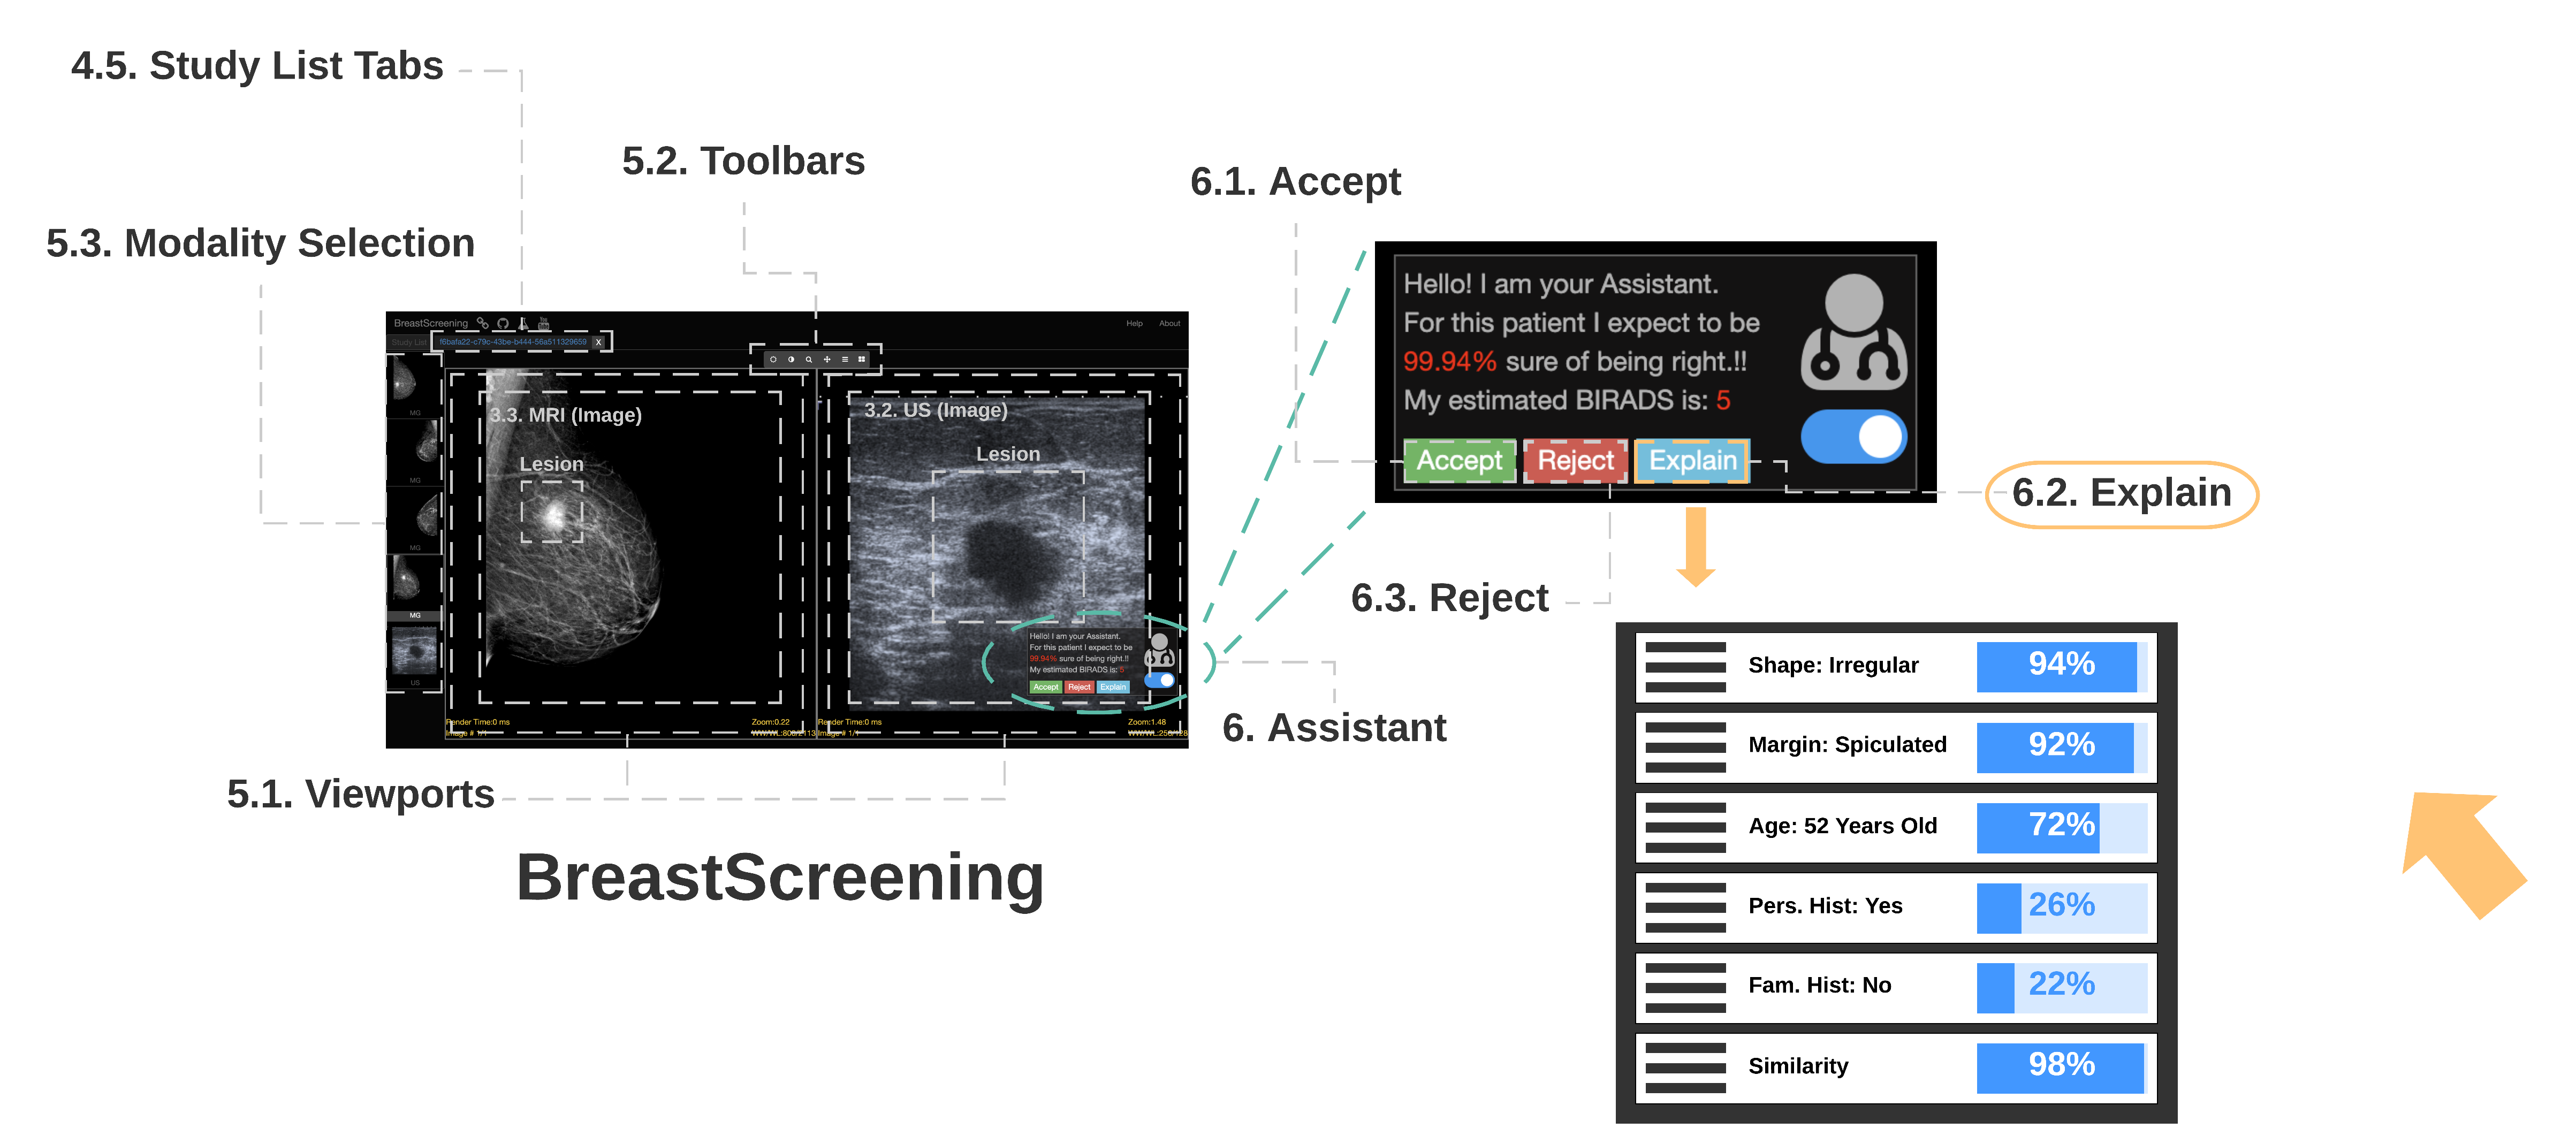 4.5. Study List Tabs
5.2. Toolbars
5.3. Modality Selection
6.1. Accept
BreastScreening
Help About
Study List f6bafa22-c79c-43be-b444-56a511329659 X
MG
MG
MG
MG
US
3.3. MRI (Image)
Lesion
3.2. US (Image)
Lesion
Hello! I am your Assistant.
For this patient I expect to be
99.94% sure of being right.!!
My estimated BIRADS is: 5
Accept Reject Explain
Render Time:0 ms
Image # 1/1
Zoom:0.22
Render Time:0 ms
Image # 1/1
Zoom:1.48
Hello! I am your Assistant.
For this patient I expect to be
99.94% sure of being right.!!
My estimated BIRADS is: 5
Accept Reject Explain
6.2. Explain
6.3. Reject
6. Assistant
5.1. Viewports
BreastScreening
Shape: Irregular 94%
Margin: Spiculated 92%
Age: 52 Years Old 72%
Pers. Hist: Yes 26%
Fam. Hist: No 22%
Similarity 98%